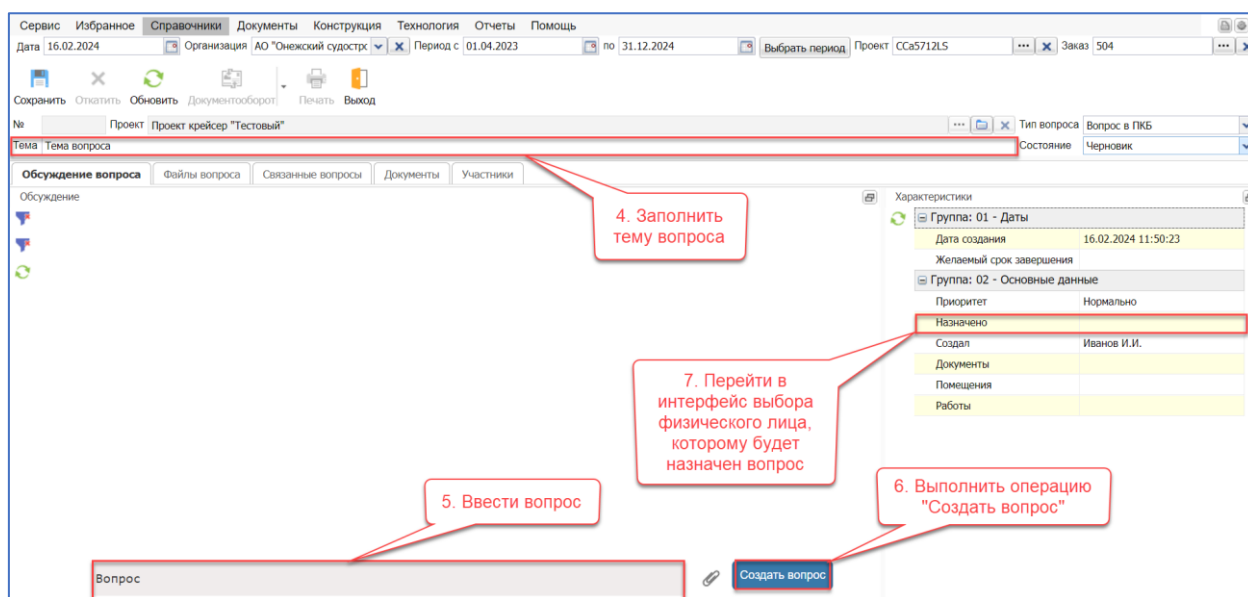 Сервис Избранное Справочники Документы Конструкция Технология Отчеты Помощь
Дата 16.02.2024 Организация АО "Онежский судострс Период с 01.04.2023 по 31.12.2024 Выбрать период Проект CCa5712LS ... Заказ 504 ...
Сохранить Откатить Обновить Документооборот Печать Выход
№ Проект Проект крейсер "Тестовый" ... Тип вопроса Вопрос в ПКБ
Тема Тема вопроса Состояние Черновик
Обсуждение вопроса Файлы вопроса Связанные вопросы Документы Участники
Обсуждение Характеристики
4. Заполнить
тему вопроса
Группа: 01 - Даты
Дата создания 16.02.2024 11:50:23
Желаемый срок завершения
Группа: 02 - Основные данные
Приоритет Нормально
Назначено
Создал Иванов И.И.
Документы
Помещения
Работы
7. Перейти в
интерфейс выбора
физического лица,
которому будет
назначен вопрос
5. Ввести вопрос
6. Выполнить операцию
"Создать вопрос"
Вопрос
Создать вопрос